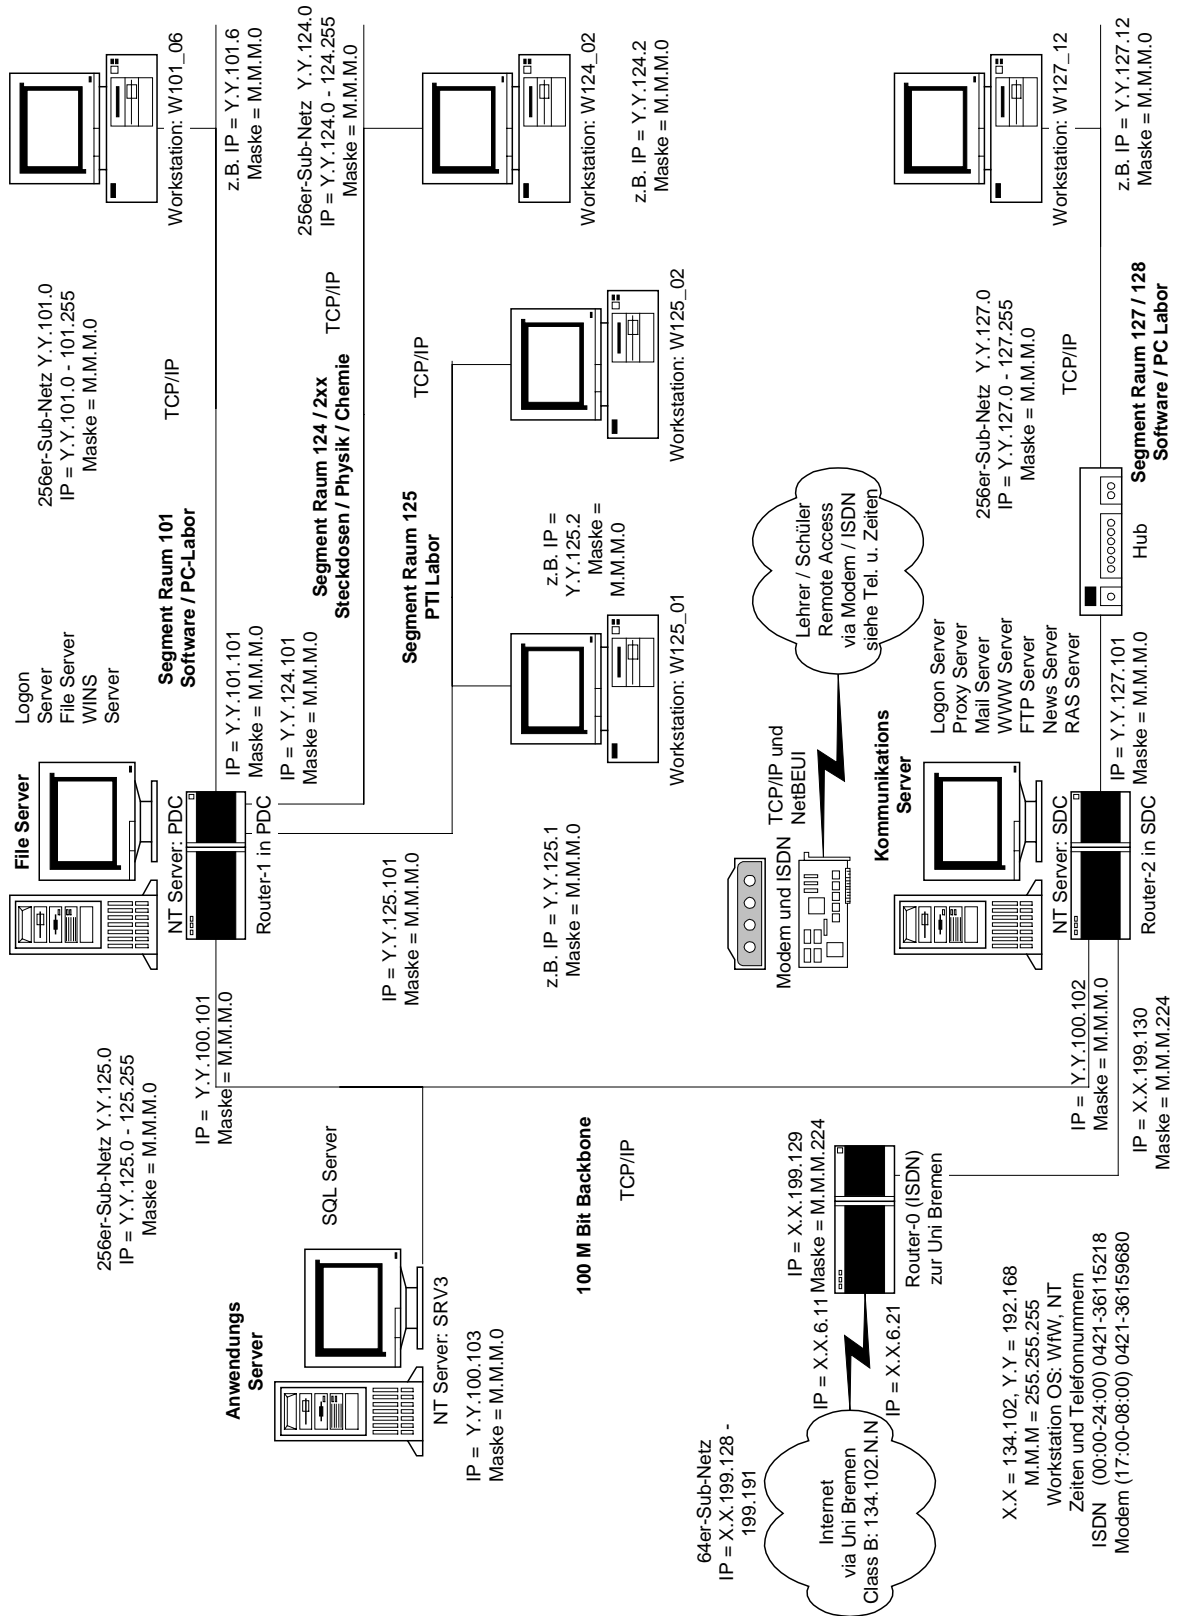 File Server
Logon
Server
File Server
WINS
Server
NT Server: PDC
Router-1 in PDC
256er-Sub-Netz Y.Y.101.0
IP = Y.Y.101.0 - 101.255
Maske = M.M.M.0
Segment Raum 101
Software / PC-Labor
TCP/IP
Workstation: W101_06
z.B. IP = Y.Y.101.6
Maske = M.M.M.0
IP = Y.Y.101.101
Maske = M.M.M.0
IP = Y.Y.124.101
Maske = M.M.M.0
256er-Sub-Netz Y.Y.124.0
IP = Y.Y.124.0 - 124.255
Maske = M.M.M.0
Segment Raum 124 / 2xx
Steckdosen / Physik / Chemie
TCP/IP
Workstation: W124_02
z.B. IP = Y.Y.124.2
Maske = M.M.M.0
256er-Sub-Netz Y.Y.125.0
IP = Y.Y.125.0 - 125.255
Maske = M.M.M.0
IP = Y.Y.100.101
Maske = M.M.M.0
IP = Y.Y.125.101
Maske = M.M.M.0
Segment Raum 125
PTI Labor
TCP/IP
z.B. IP = Y.Y.125.1
Maske = M.M.M.0
Workstation: W125_01
z.B. IP =
Y.Y.125.2
Maske =
M.M.M.0
Workstation: W125_02
Anwendungs
Server
SQL Server
NT Server: SRV3
IP = Y.Y.100.103
Maske = M.M.M.0
100 M Bit Backbone
TCP/IP
Modem und ISDN
TCP/IP und
NetBEUI
Lehrer / Schüler
Remote Access
via Modem / ISDN
siehe Tel. u. Zeiten
64er-Sub-Netz
IP = X.X.199.128 -
199.191
Internet
via Uni Bremen
Class B: 134.102.N.N
IP = X.X.6.11
IP = X.X.6.21
IP = X.X.199.129
Maske = M.M.M.224
Router-0 (ISDN)
zur Uni Bremen
Kommunikations
Server
Logon Server
Proxy Server
Mail Server
WWW Server
FTP Server
News Server
RAS Server
NT Server: SDC
Router-2 in SDC
IP = Y.Y.100.102
Maske = M.M.M.0
IP = X.X.199.130
Maske = M.M.M.224
IP = Y.Y.127.101
Maske = M.M.M.0
Hub
256er-Sub-Netz Y.Y.127.0
IP = Y.Y.127.0 - 127.255
Maske = M.M.M.0
TCP/IP
Segment Raum 127 / 128
Software / PC Labor
Workstation: W127_12
z.B. IP = Y.Y.127.12
Maske = M.M.M.0
X.X = 134.102, Y.Y = 192.168
M.M.M = 255.255.255
Workstation OS: WfW, NT
Zeiten und Telefonnummern
ISDN (00:00-24:00) 0421-36115218
Modem (17:00-08:00) 0421-36159680